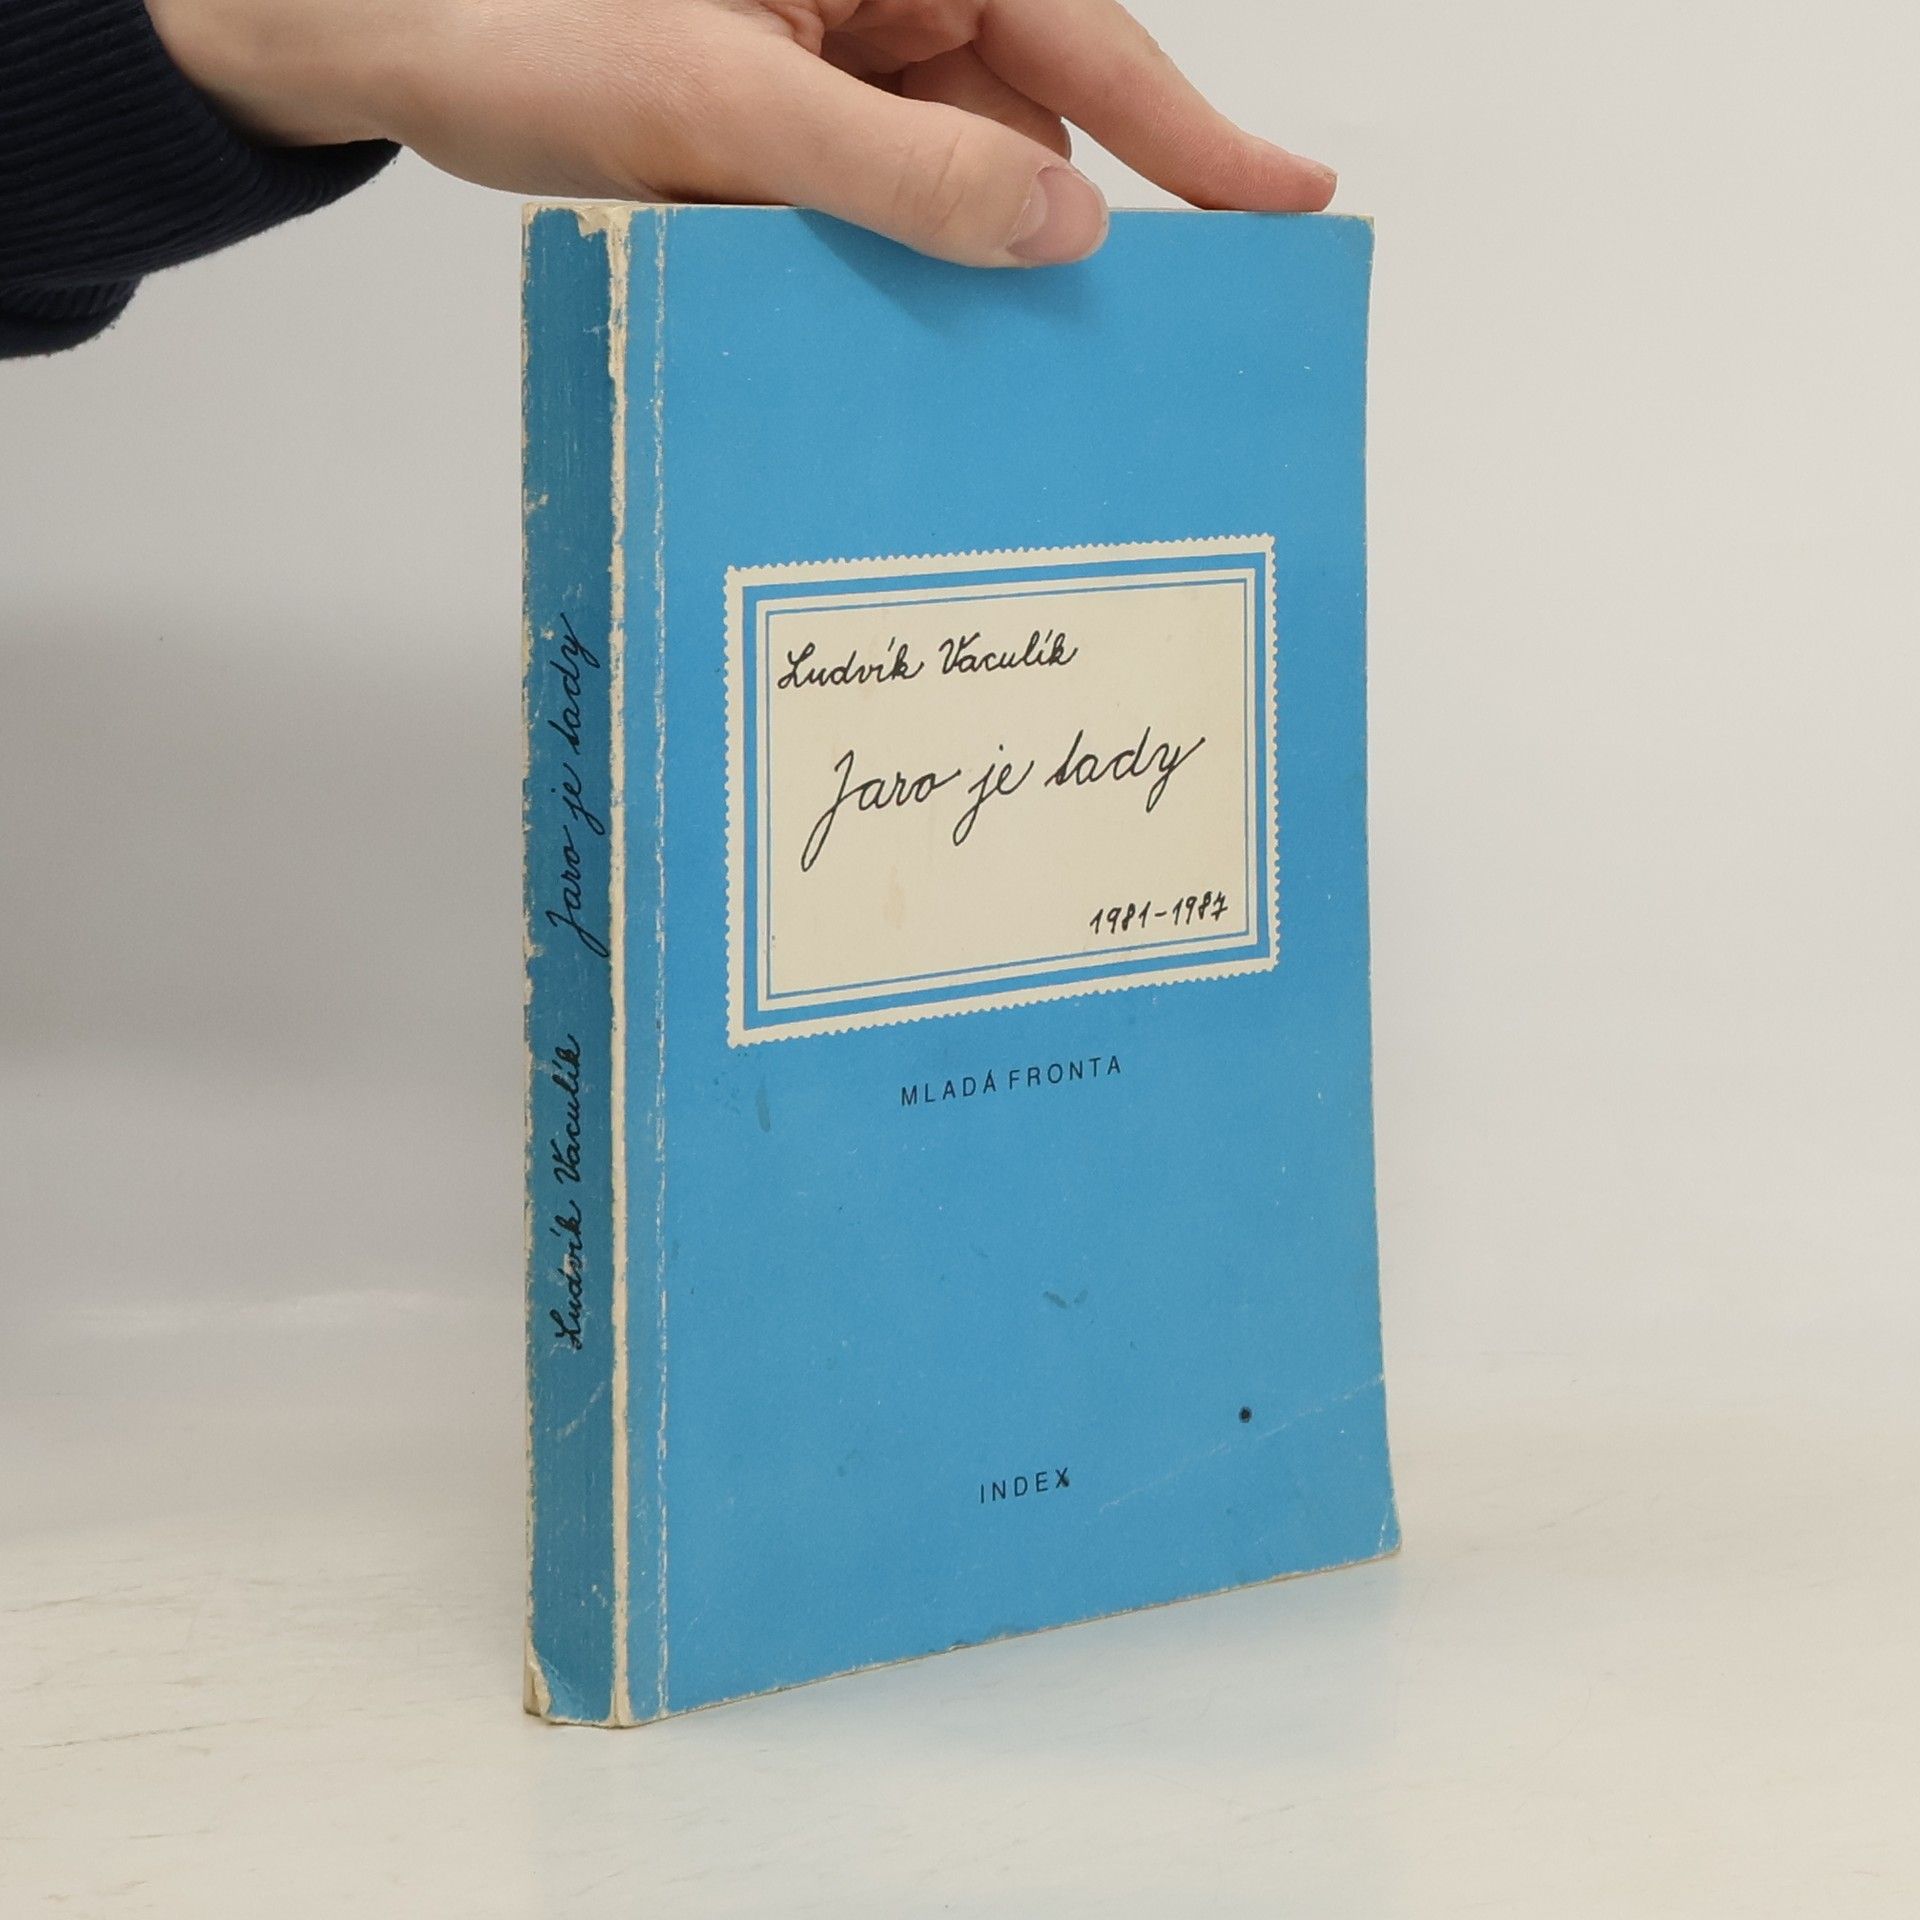 Ludvík Vaculík
Jaro je tady
1981-1987
MLADÁ FRONTA
INDEX
Ludvík Vaculík Jaro je tady